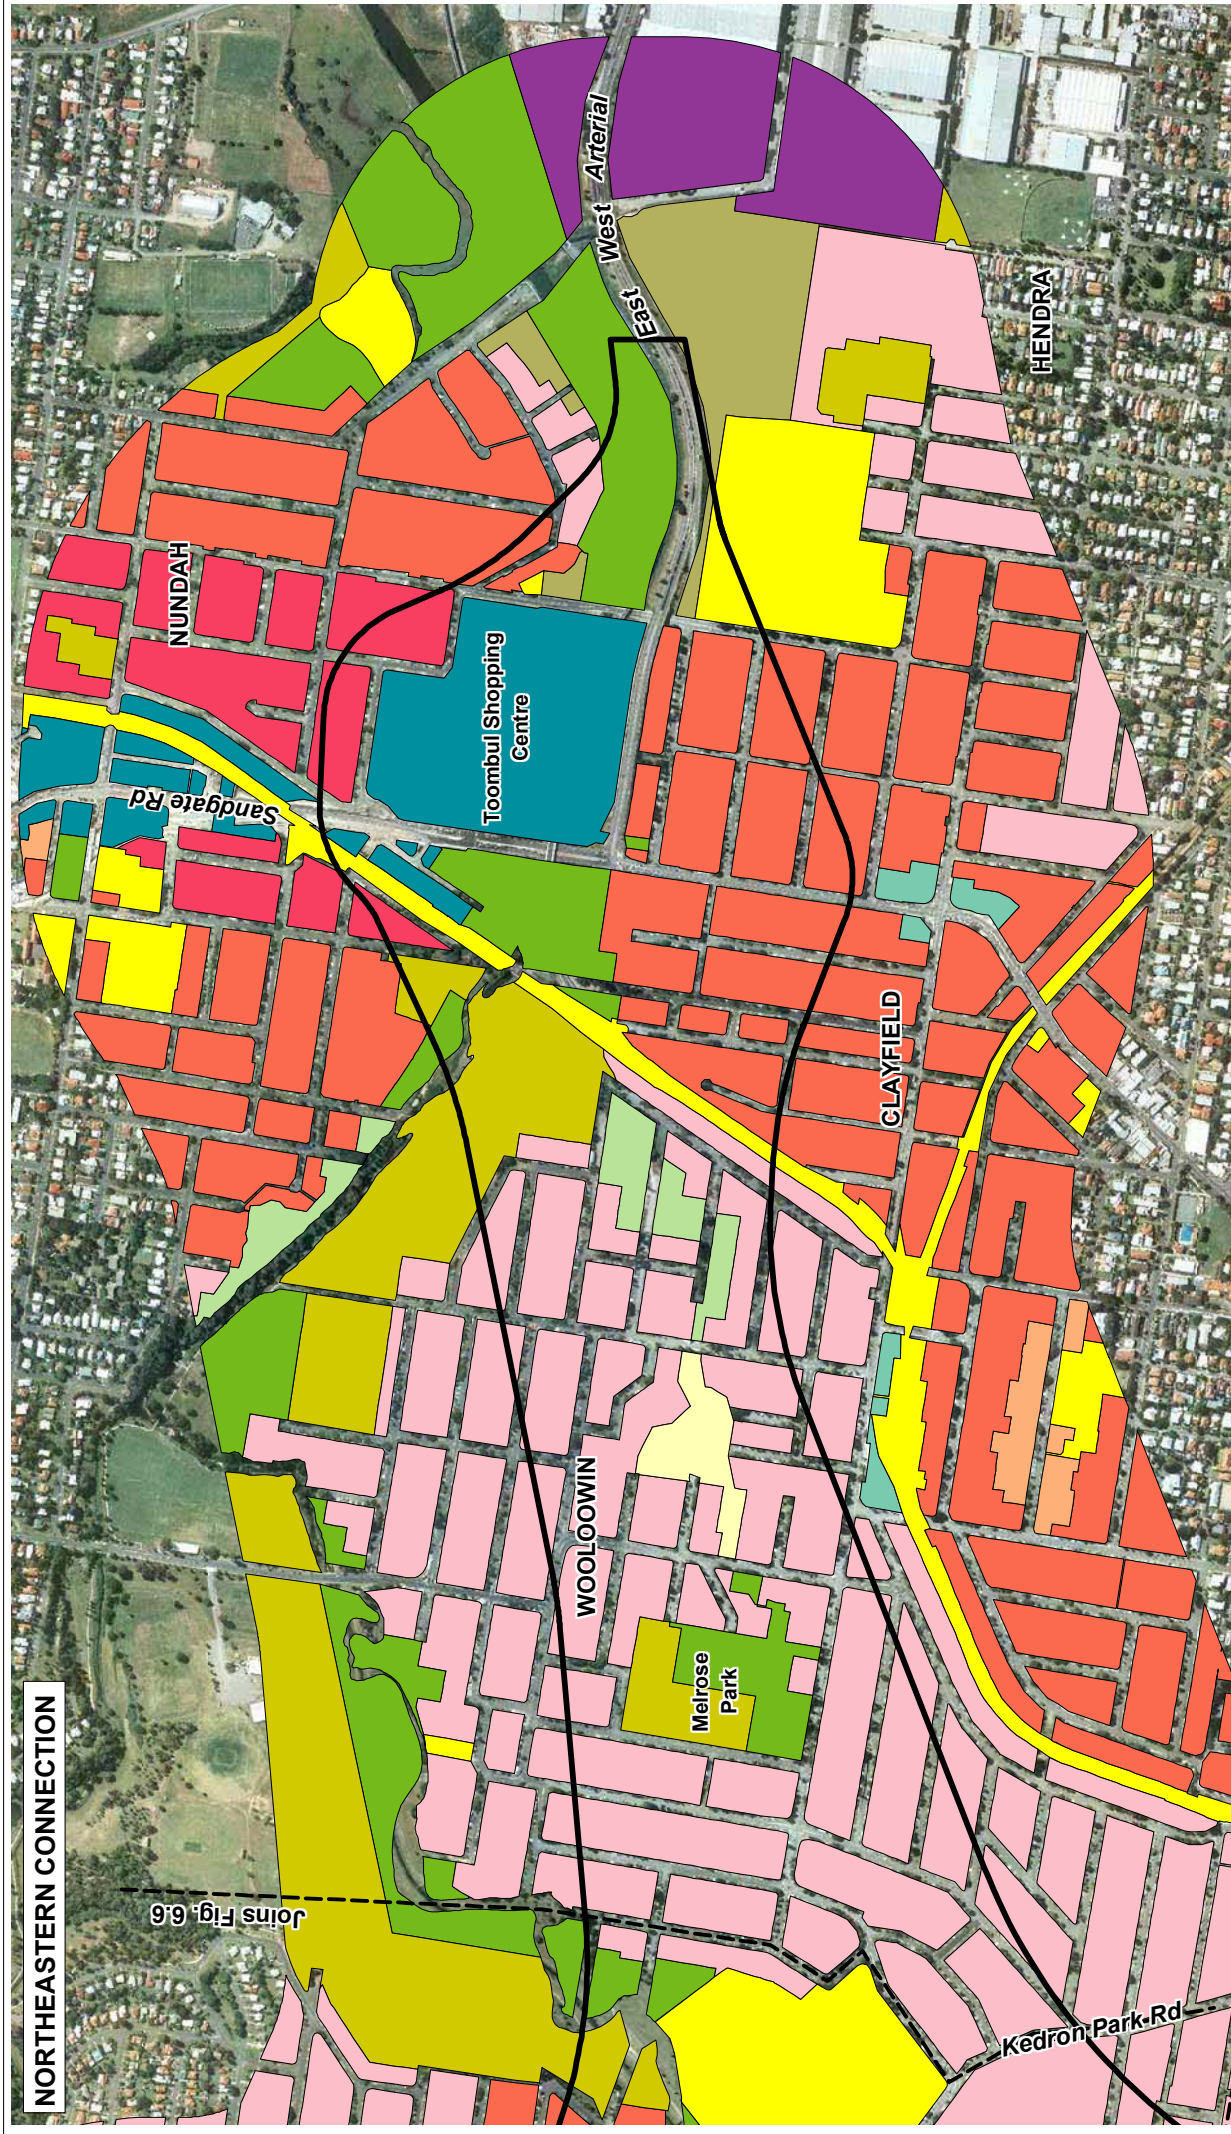 NORTHEASTERN CONNECTION
Joins Fig. 6.6
NUNDAH
Sandgate Rd
Toombul Shopping
Centre
East West Arterial
HENDRA
CLAYFIELD
WOOLOOWIN
Melrose
Park
Kedron Park Rd